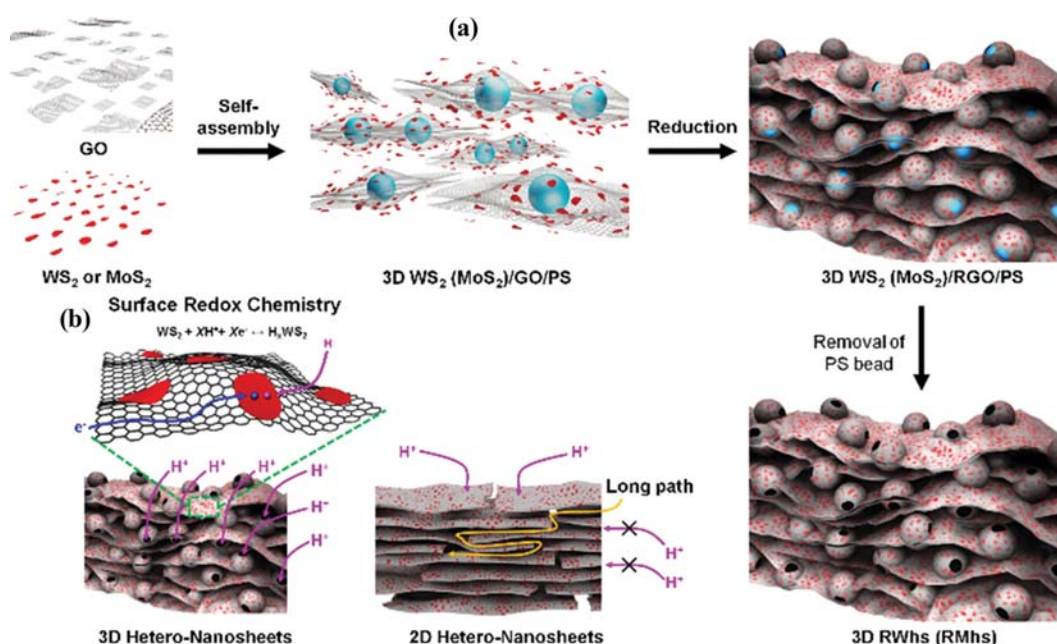 (a)
GO
Self-
assembly
Reduction
WS₂ or MoS₂
3D WS₂ (MoS₂)/GO/PS
3D WS₂ (MoS₂)/RGO/PS
Removal of
PS bead
3D RWhs (RMhs)
(b)
Surface Redox Chemistry
WS₂ + XH⁺ + Xe⁻ ↔ HₓWS₂
H
e⁻
H⁺ H⁺ H⁺ H⁺
H⁺
H⁺
H⁺
3D Hetero-Nanosheets
H⁺ H⁺
Long path
H⁺
H⁺
2D Hetero-Nanosheets